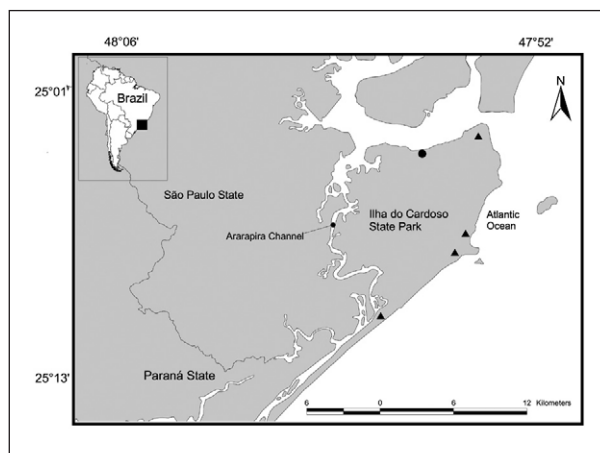 48°06'
47°52'
25°01'
Brazil
N
São Paulo State
Ilha do Cardoso
State Park
Atlantic
Ocean
Ararapira Channel
Paraná State
25°13'
6 0 6 12 Kilometers